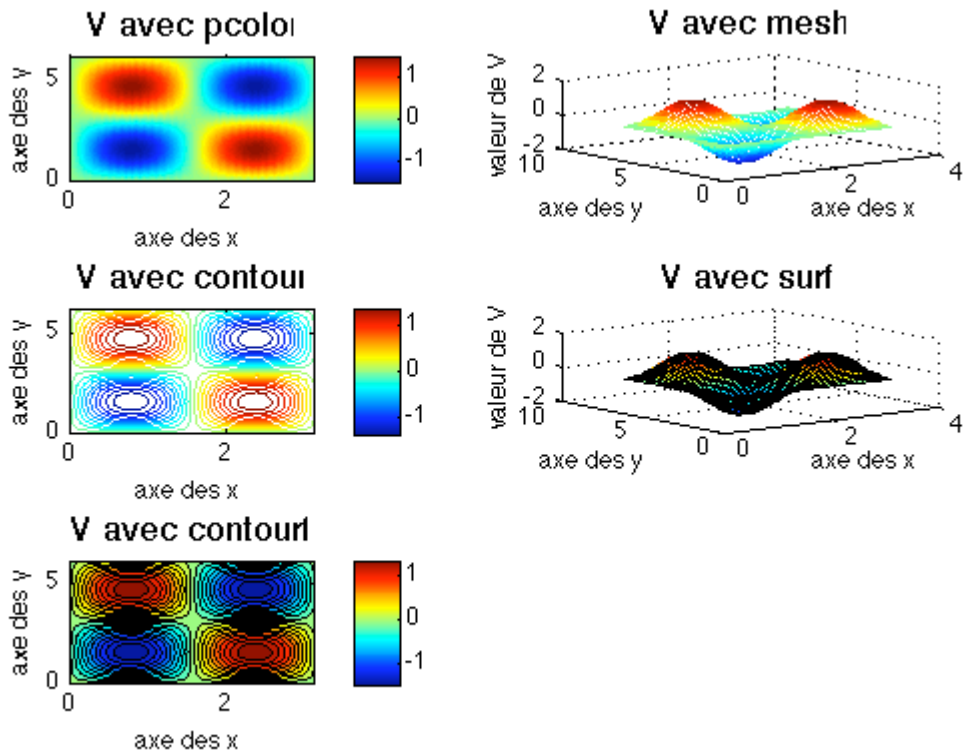 V avec pcolor
axe des y
5
0
0
2
axe des x
1
0
-1
V avec mesh
valeur de V
2
0
-2
10
5
0
axe des y
0
2
4
axe des x
V avec contour
axe des y
5
0
0
2
axe des x
1
0
-1
V avec surf
valeur de V
2
0
-2
10
5
0
axe des y
0
2
4
axe des x
V avec contourf
axe des y
5
0
0
2
axe des x
1
0
-1